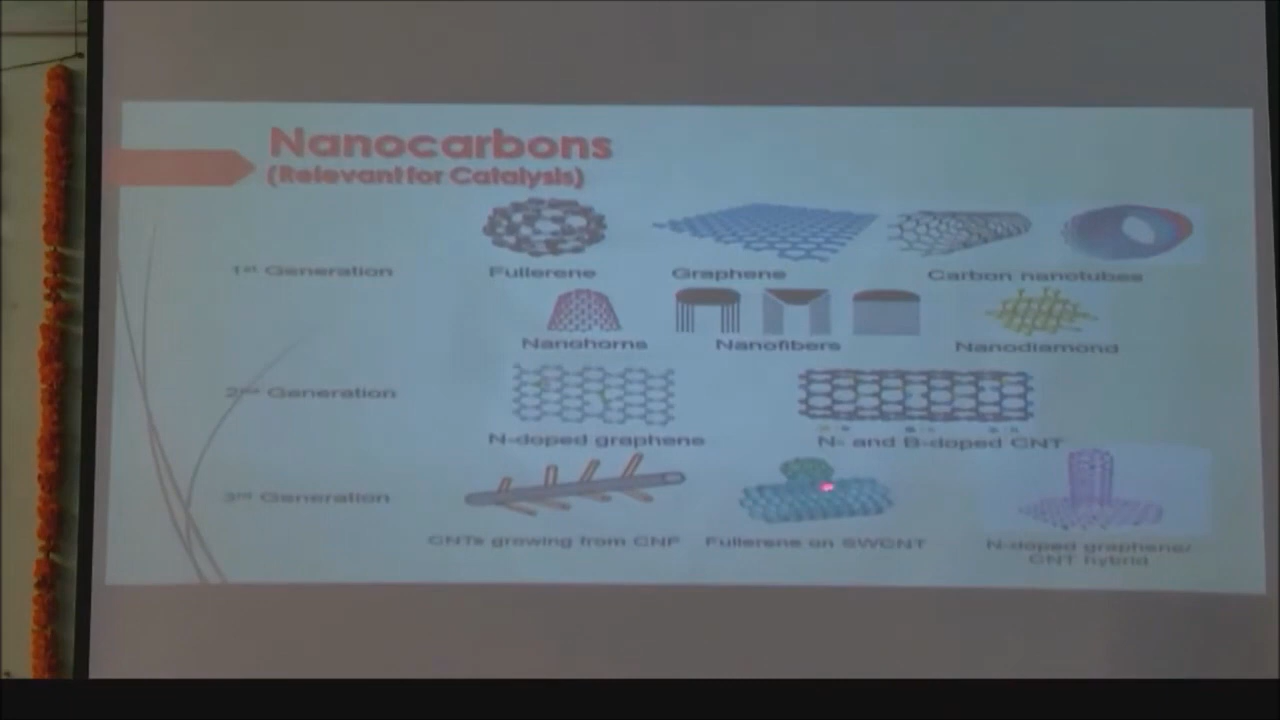 Nanocarbons
(Relevant for Catalysis)
1st Generation
Fullerene
Graphene
Carbon nanotubes
Nanohorns
Nanofibers
Nanodiamond
2nd Generation
N-doped graphene
N- and B-doped CNT
3rd Generation
CNTs growing from CNF
Fullerene on SWCNT
N-doped graphene/
CNT hybrid